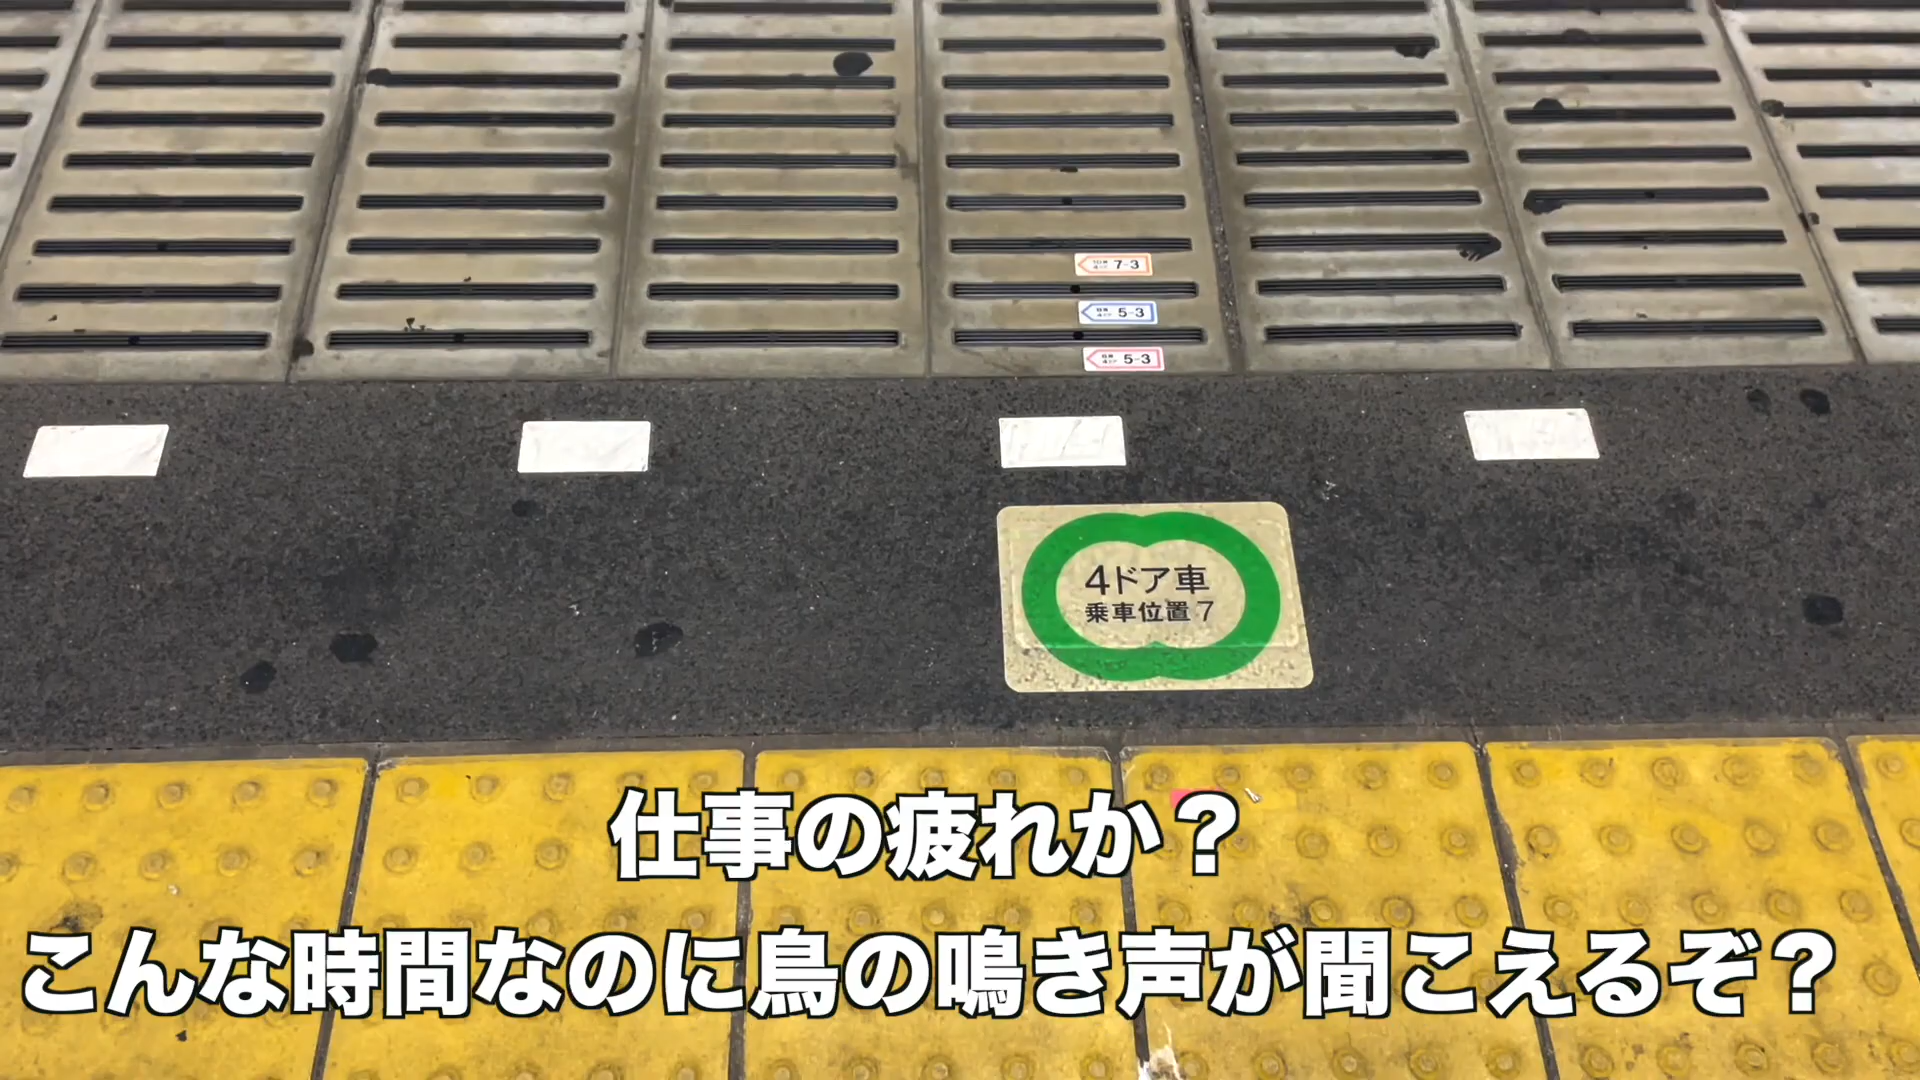 7-3
5-3
5-3
4ドア車
乗車位置 7
仕事の疲れか？
こんな時間なのに鳥の鳴き声が聞こえるぞ？